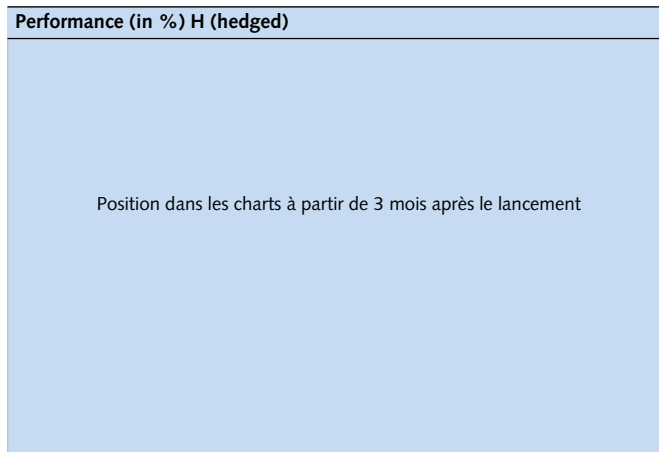 Performance (in %) H (hedged)
Position dans les charts à partir de 3 mois après le lancement